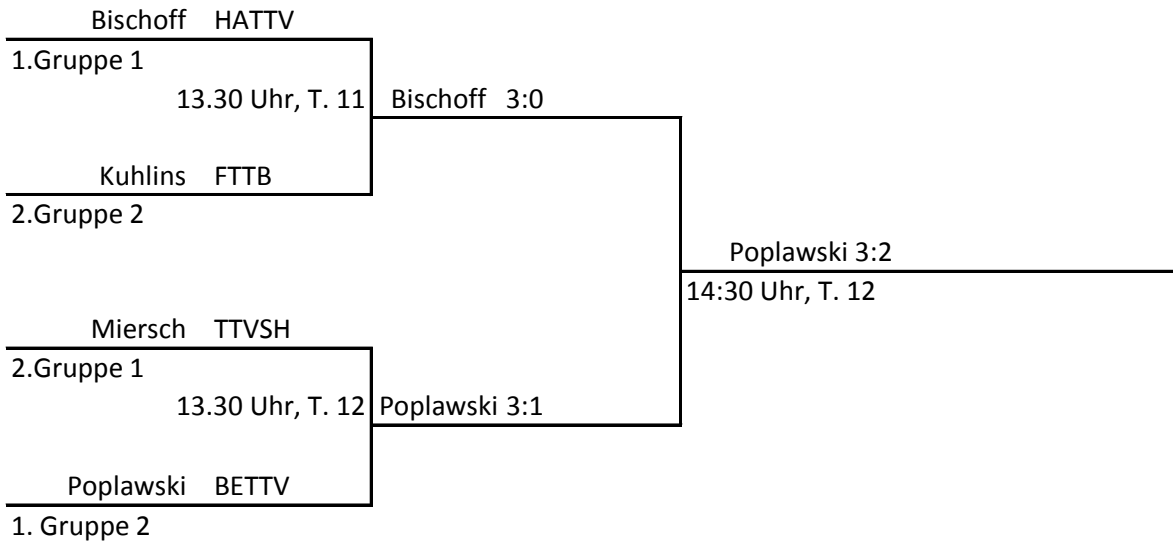 Bischoff HATTV
1.Gruppe 1
13.30 Uhr, T. 11
Bischoff 3:0
Kuhlins FTTB
2.Gruppe 2
Poplawski 3:2
14:30 Uhr, T. 12
Miersch TTVSH
2.Gruppe 1
13.30 Uhr, T. 12
Poplawski 3:1
Poplawski BETTV
1. Gruppe 2